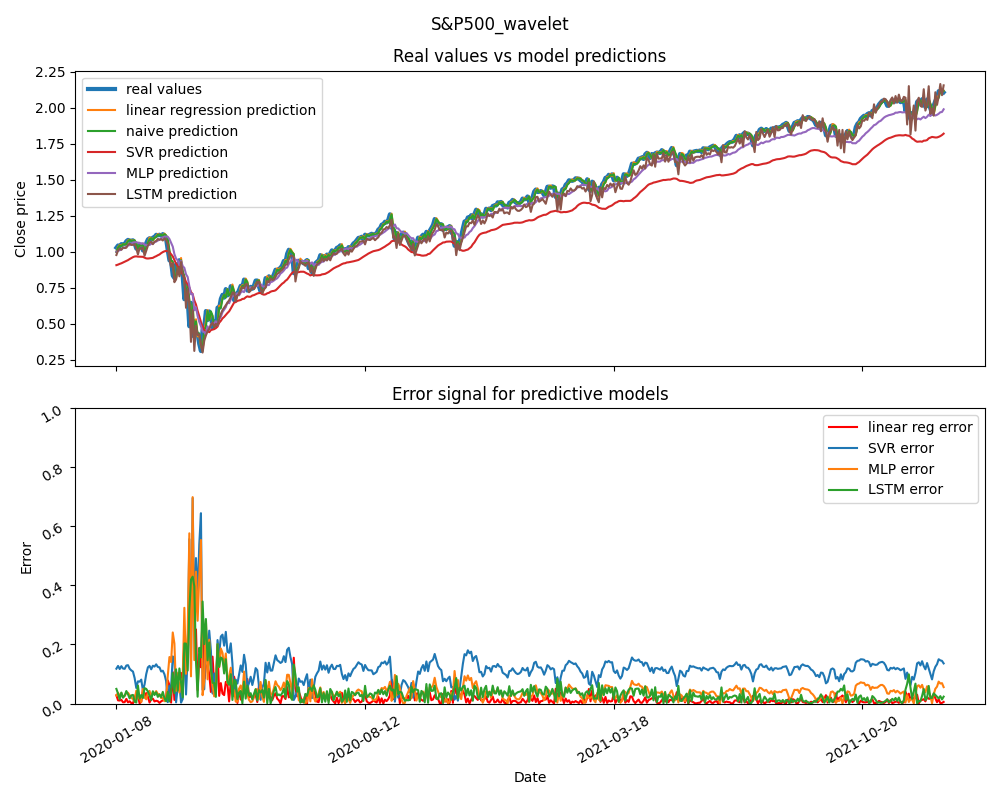 S&P500_wavelet
Real values vs model predictions
2.25
2.00
1.75
1.50
1.25
1.00
0.75
0.50
0.25
Close price
real values
linear regression prediction
naive prediction
SVR prediction
MLP prediction
LSTM prediction
Error signal for predictive models
1.0
0.8
0.6
0.4
0.2
0.0
Error
linear reg error
SVR error
MLP error
LSTM error
2020-01-08
2020-08-12
2021-03-18
2021-10-20
Date